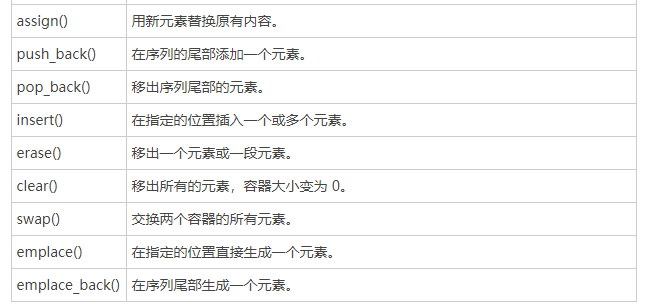 assign() 用新元素替换原有内容。
push_back() 在序列的尾部添加一个元素。
pop_back() 移出序列尾部的元素。
insert() 在指定的位置插入一个或多个元素。
erase() 移出一个元素或一段元素。
clear() 移出所有的元素，容器大小变为 0。
swap() 交换两个容器的所有元素。
emplace() 在指定的位置直接生成一个元素。
emplace_back() 在序列尾部生成一个元素。